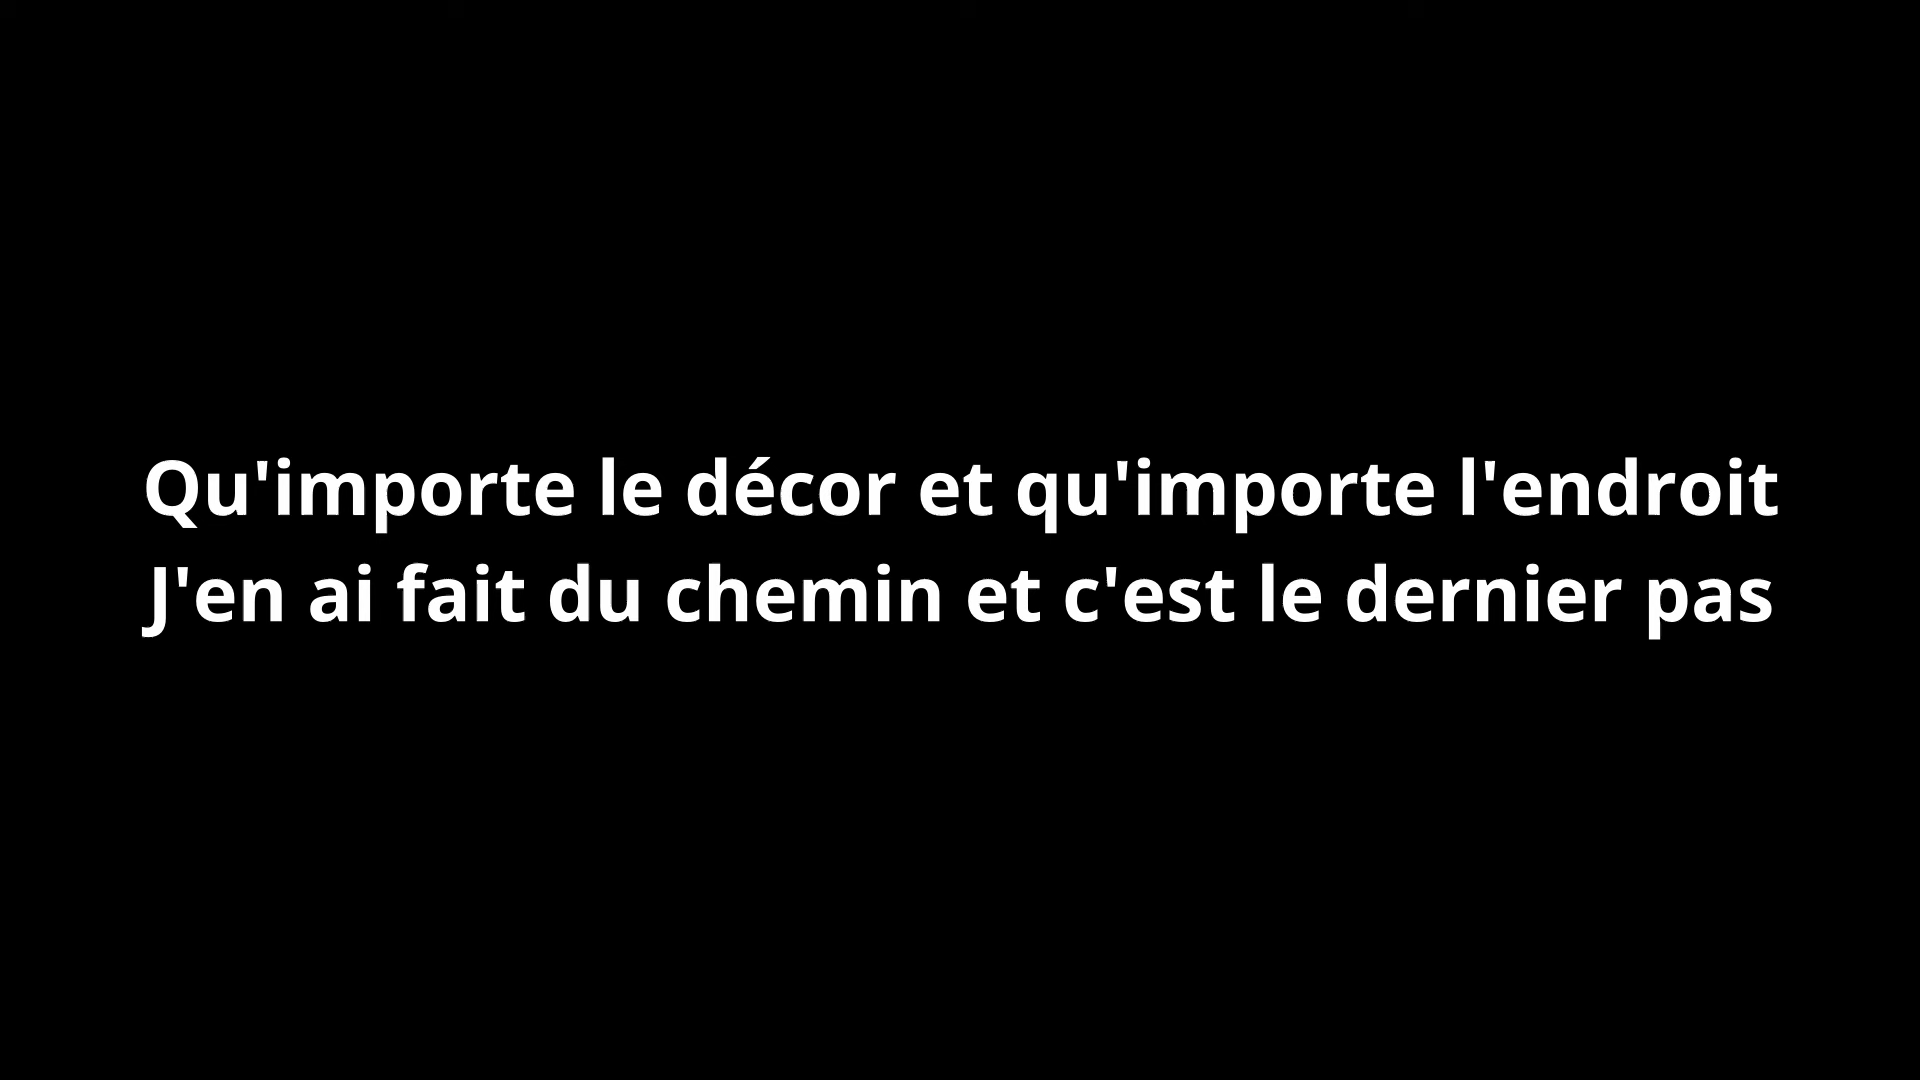 Qu'importe le décor et qu'importe l'endroit
J'en ai fait du chemin et c'est le dernier pas